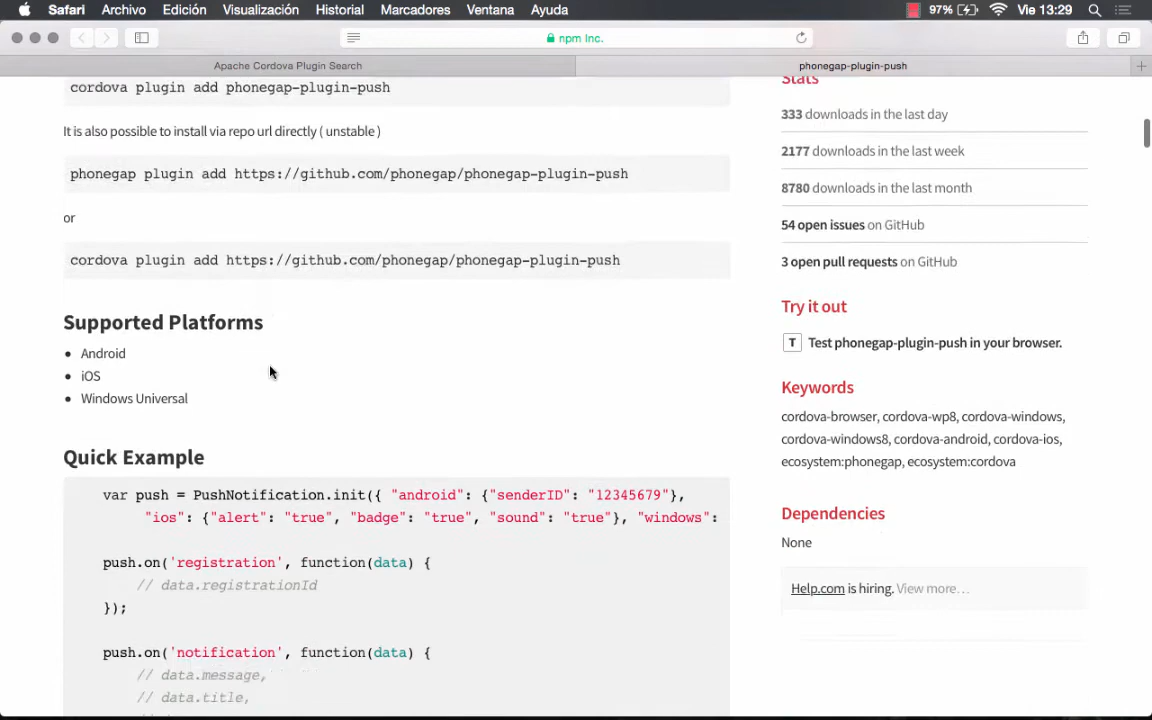 Safari Archivo Edición Visualización Historial Marcadores Ventana Ayuda 97% Vie 13:29
npm Inc.
Apache Cordova Plugin Search phonegap-plugin-push
cordova plugin add phonegap-plugin-push
It is also possible to install via repo url directly ( unstable )
phonegap plugin add https://github.com/phonegap/phonegap-plugin-push
or
cordova plugin add https://github.com/phonegap/phonegap-plugin-push
Supported Platforms
Android
iOS
Windows Universal
Quick Example
var push = PushNotification.init({ "android": {"senderID": "12345679"},
"ios": {"alert": "true", "badge": "true", "sound": "true"}, "windows":
push.on('registration', function(data) {
// data.registrationId
});
push.on('notification', function(data) {
// data.message,
// data.title,
Stats
333 downloads in the last day
2177 downloads in the last week
8780 downloads in the last month
54 open issues on GitHub
3 open pull requests on GitHub
Try it out
T Test phonegap-plugin-push in your browser.
Keywords
cordova-browser, cordova-wp8, cordova-windows,
cordova-windows8, cordova-android, cordova-ios,
ecosystem:phonegap, ecosystem:cordova
Dependencies
None
Help.com is hiring. View more…